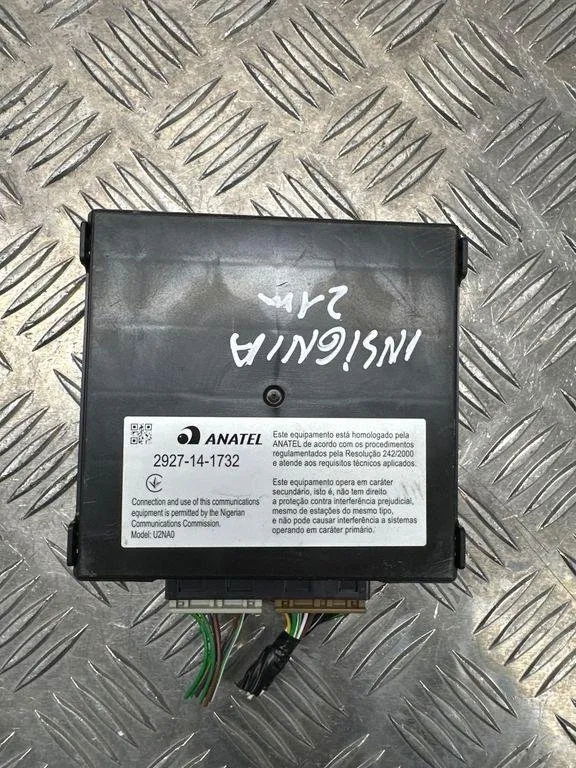 INSIGNIA
21m
ANATEL
2927-14-1732
Connection and use of this communications
equipment is permitted by the Nigerian
Communications Commission.
Model: U2NA0
Este equipamento está homologado pela
ANATEL de acordo com os procedimentos
regulamentados pela Resolução 242/2000
e atende aos requisitos técnicos aplicados.
Este equipamento opera em caráter
secundário, isto é, não tem direito
a proteção contra interferência prejudicial,
mesmo de estações do mesmo tipo,
e não pode causar interferência a sistemas
operando em caráter primário.